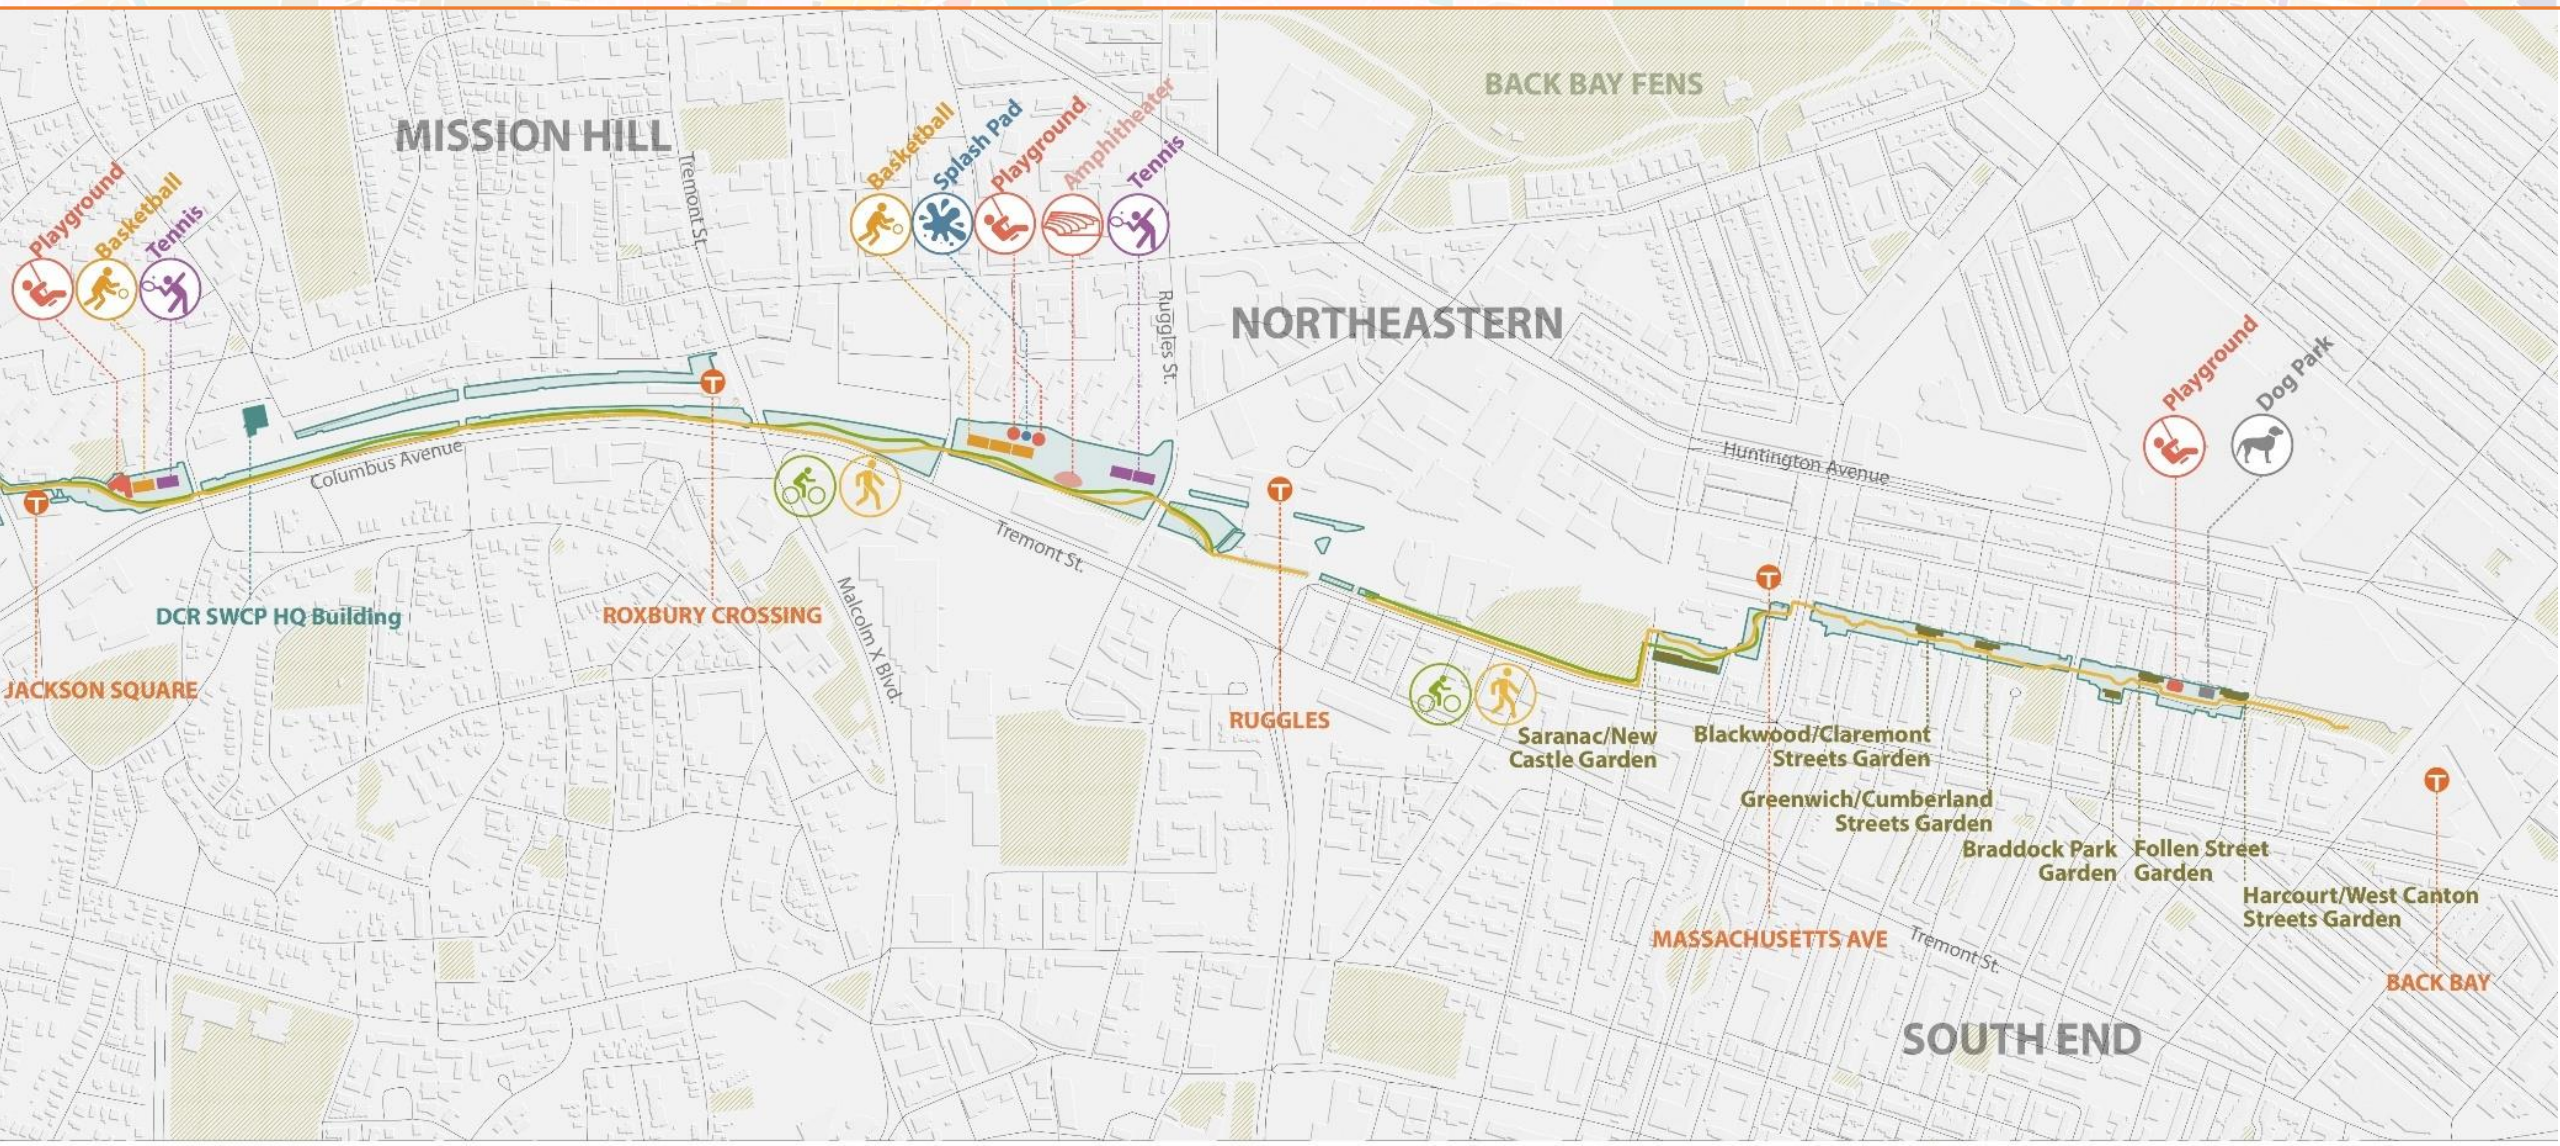 BACK BAY FENS
MISSION HILL
Tremont St.
Basketball
Splash Pad
Playground
Amphitheater
Tennis
Playground
Basketball
Tennis
Ruggles St.
NORTHEASTERN
Playground
Dog Park
T
Columbus Avenue
Huntington Avenue
T
T
Tremont St.
T
Malcolm X Blvd.
DCR SWCP HQ Building
ROXBURY CROSSING
JACKSON SQUARE
RUGGLES
Saranac/New
Castle Garden
Blackwood/Claremont
Streets Garden
T
Greenwich/Cumberland
Streets Garden
Braddock Park
Garden
Follen Street
Garden
Harcourt/West Canton
Streets Garden
MASSACHUSETTS AVE
Tremont St.
BACK BAY
SOUTH END